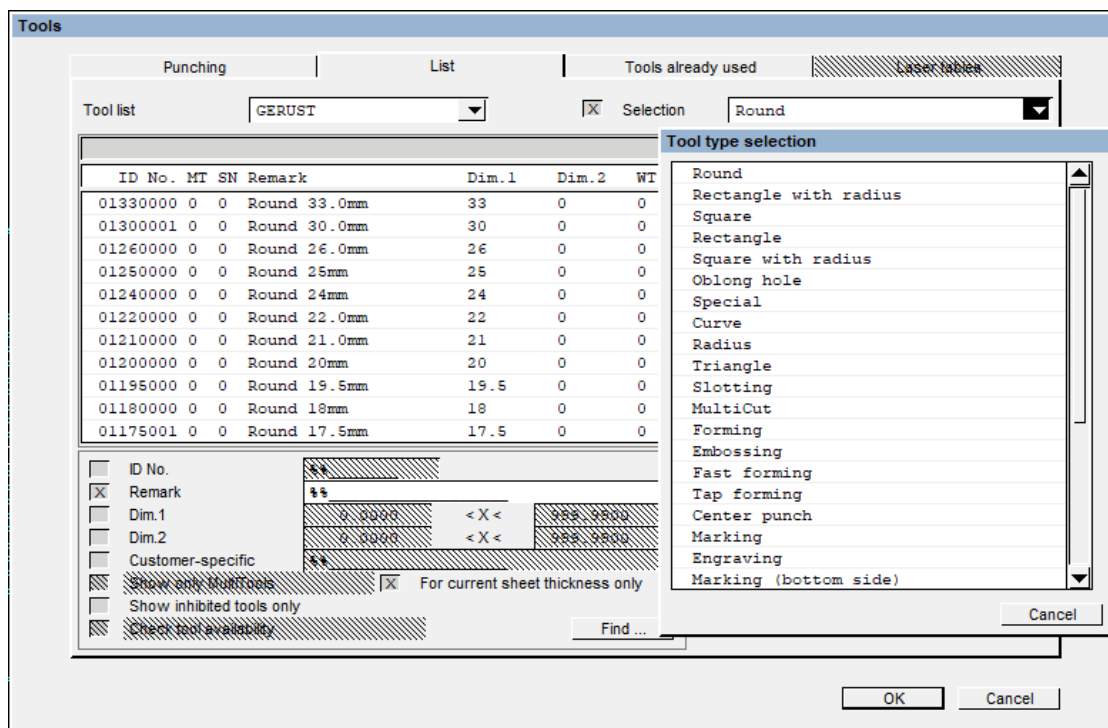 Tools
Punching List Tools already used Laser tables
Tool list GERUST X Selection Round
Tool type selection
ID No. MT SN Remark Dim.1 Dim.2 WT
01330000 0 0 Round 33.0mm 33 0 0
01300001 0 0 Round 30.0mm 30 0 0
01260000 0 0 Round 26.0mm 26 0 0
01250000 0 0 Round 25mm 25 0 0
01240000 0 0 Round 24mm 24 0 0
01220000 0 0 Round 22.0mm 22 0 0
01210000 0 0 Round 21.0mm 21 0 0
01200000 0 0 Round 20mm 20 0 0
01195000 0 0 Round 19.5mm 19.5 0 0
01180000 0 0 Round 18mm 18 0 0
01175001 0 0 Round 17.5mm 17.5 0 0
Round
Rectangle with radius
Square
Rectangle
Square with radius
Oblong hole
Special
Curve
Radius
Triangle
Slotting
MultiCut
Forming
Embossing
Fast forming
Tap forming
Center punch
Marking
Engraving
Marking (bottom side)
Cancel
ID No. %%
X Remark %%
Dim.1 0.0000 < X < 999.9900
Dim.2 0.0000 < X < 999.9900
Customer-specific %%
Show only MultiTools X For current sheet thickness only
Show inhibited tools only
Check tool availability Find ...
OK Cancel